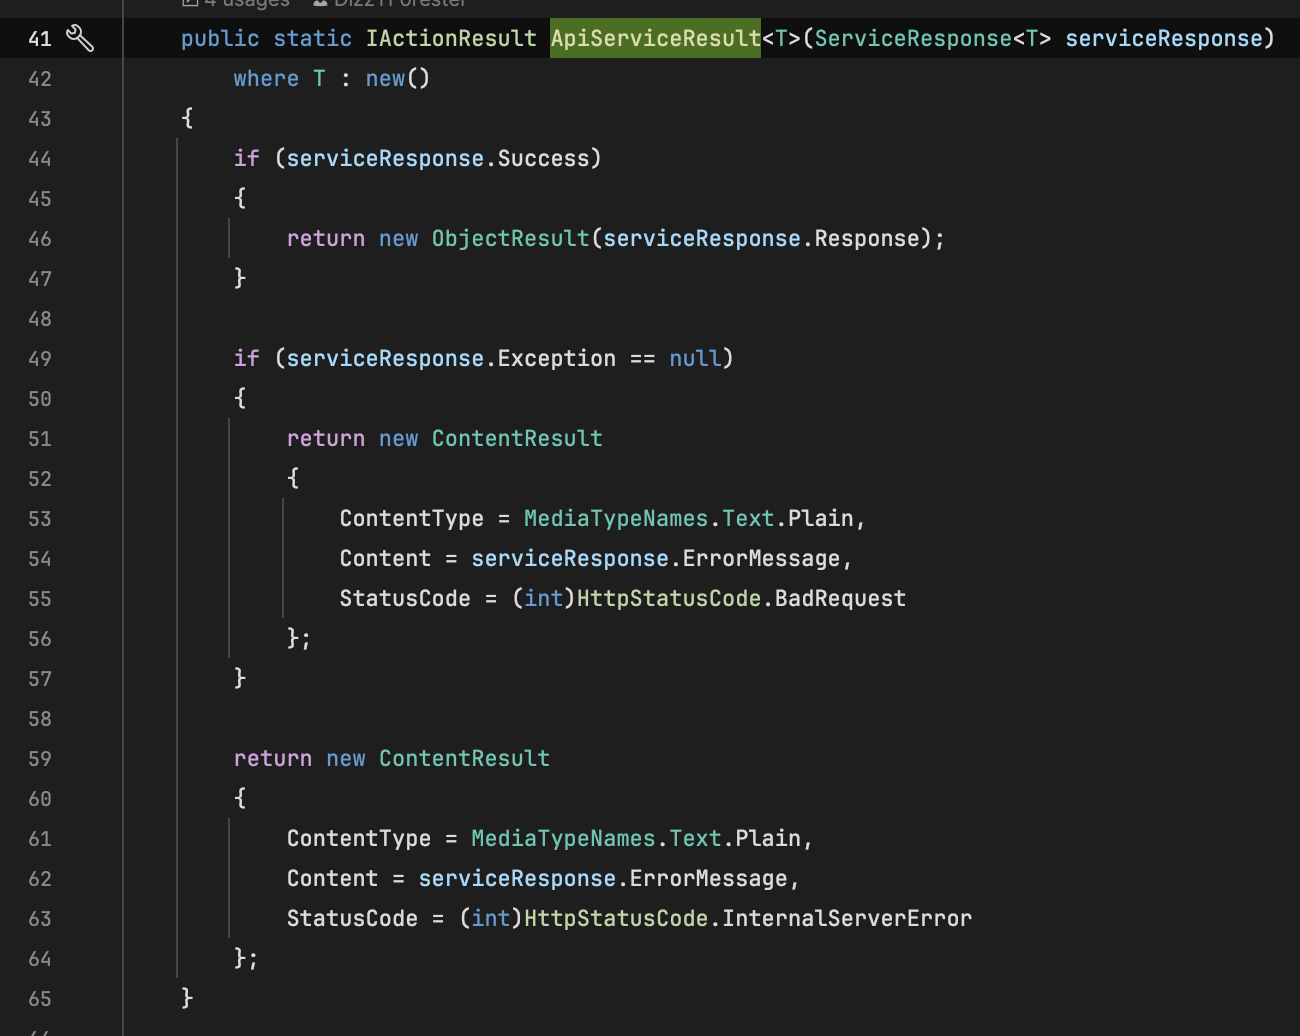 4 usages DizzyForester
41 public static IActionResult ApiServiceResult<T>(ServiceResponse<T> serviceResponse)
42 where T : new()
43 {
44 if (serviceResponse.Success)
45 {
46 return new ObjectResult(serviceResponse.Response);
47 }
48
49 if (serviceResponse.Exception == null)
50 {
51 return new ContentResult
52 {
53 ContentType = MediaTypeNames.Text.Plain,
54 Content = serviceResponse.ErrorMessage,
55 StatusCode = (int)HttpStatusCode.BadRequest
56 };
57 }
58
59 return new ContentResult
60 {
61 ContentType = MediaTypeNames.Text.Plain,
62 Content = serviceResponse.ErrorMessage,
63 StatusCode = (int)HttpStatusCode.InternalServerError
64 };
65 }